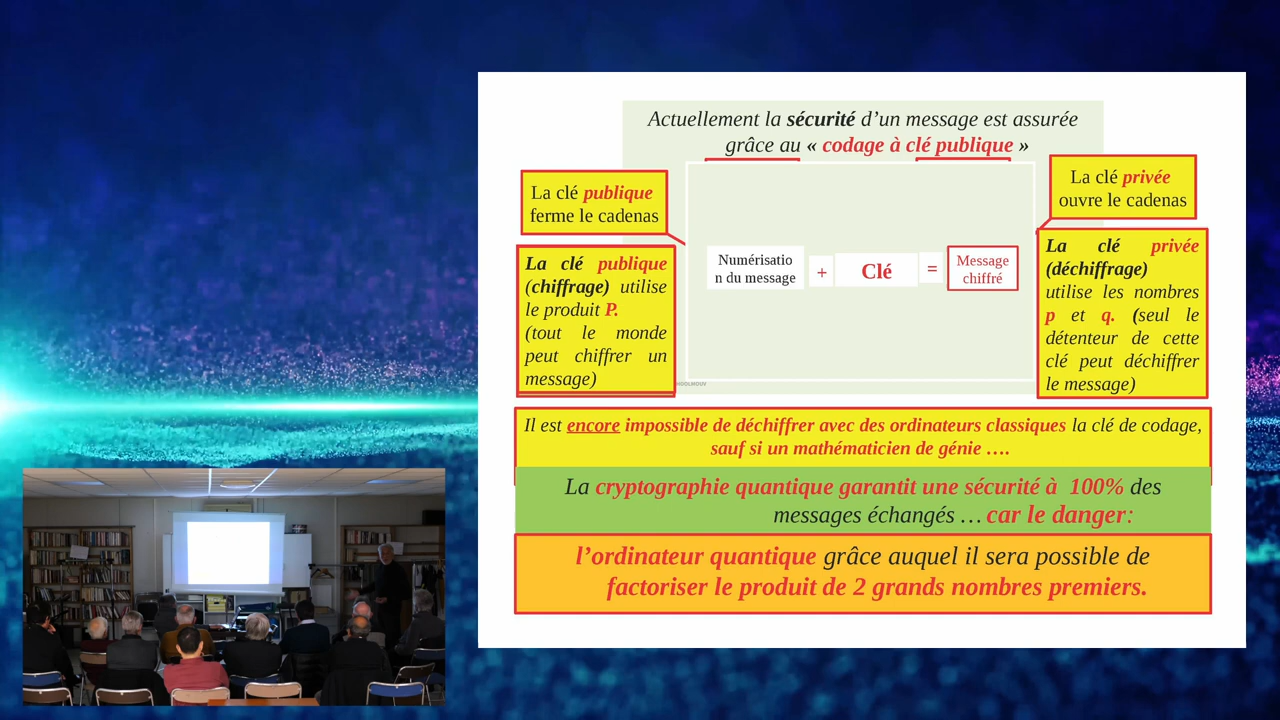 Actuellement la sécurité d’un message est assurée
grâce au « codage à clé publique »
La clé publique
ferme le cadenas
La clé privée
ouvre le cadenas
La clé publique
(chiffrage) utilise
le produit P.
(tout le monde
peut chiffrer un
message)
Numérisatio
n du message
+
Clé
=
Message
chiffré
La clé privée
(déchiffrage)
utilise les nombres
p et q. (seul le
détenteur de cette
clé peut déchiffrer
le message)
Il est encore impossible de déchiffrer avec des ordinateurs classiques la clé de codage,
sauf si un mathématicien de génie ….
La cryptographie quantique garantit une sécurité à 100% des
messages échangés … car le danger:
l’ordinateur quantique grâce auquel il sera possible de
factoriser le produit de 2 grands nombres premiers.